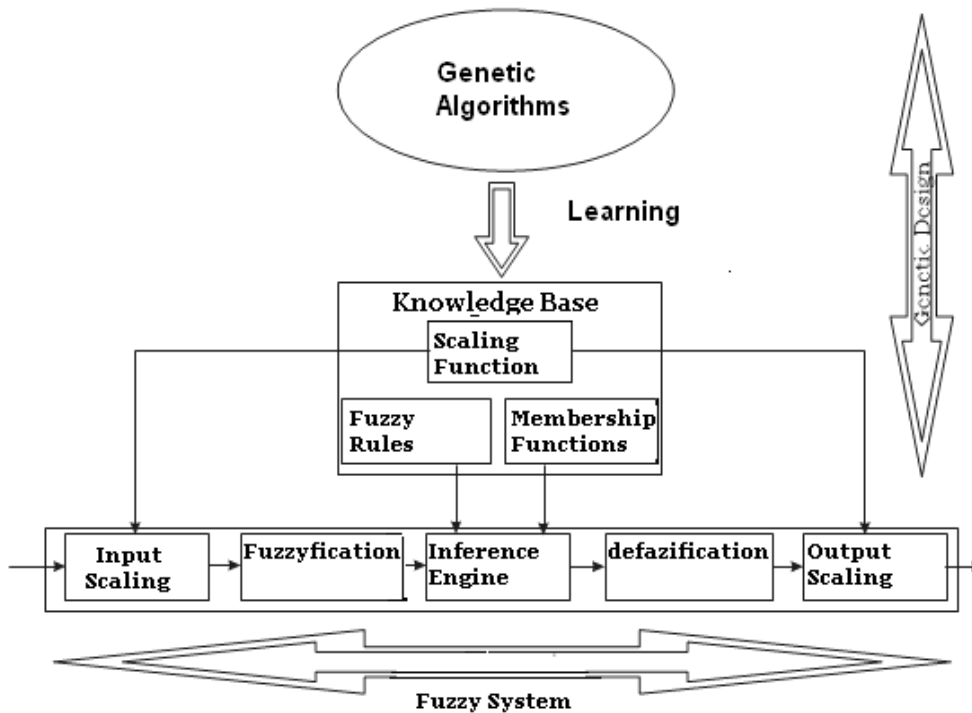 Genetic
Algorithms
Learning
Genetic Design
Knowledge Base
Scaling
Function
Fuzzy
Rules
Membership
Functions
Input
Scaling
Fuzzyfication
Inference
Engine
defazification
Output
Scaling
Fuzzy System